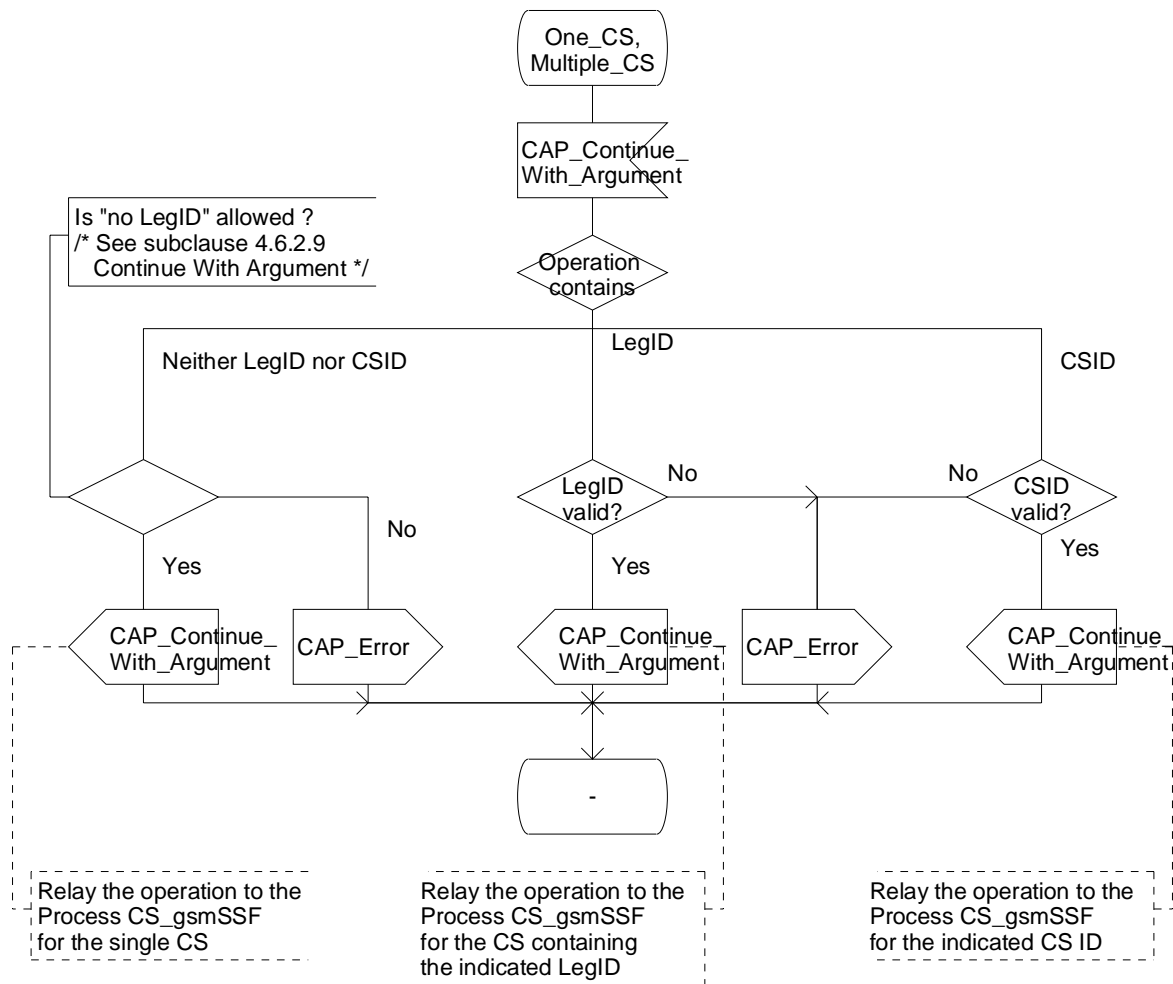 One_CS,
Multiple_CS
CAP_Continue_
With_Argument
Is "no LegID" allowed ?
/* See subclause 4.6.2.9
Continue With Argument */
Operation
contains
Neither LegID nor CSID
LegID
CSID
LegID
valid?
No
No
CSID
valid?
No
Yes
Yes
Yes
CAP_Continue_
With_Argument
CAP_Error
CAP_Continue_
With_Argument
CAP_Error
CAP_Continue_
With_Argument
-
Relay the operation to the
Process CS_gsmSSF
for the single CS
Relay the operation to the
Process CS_gsmSSF
for the CS containing
the indicated LegID
Relay the operation to the
Process CS_gsmSSF
for the indicated CS ID